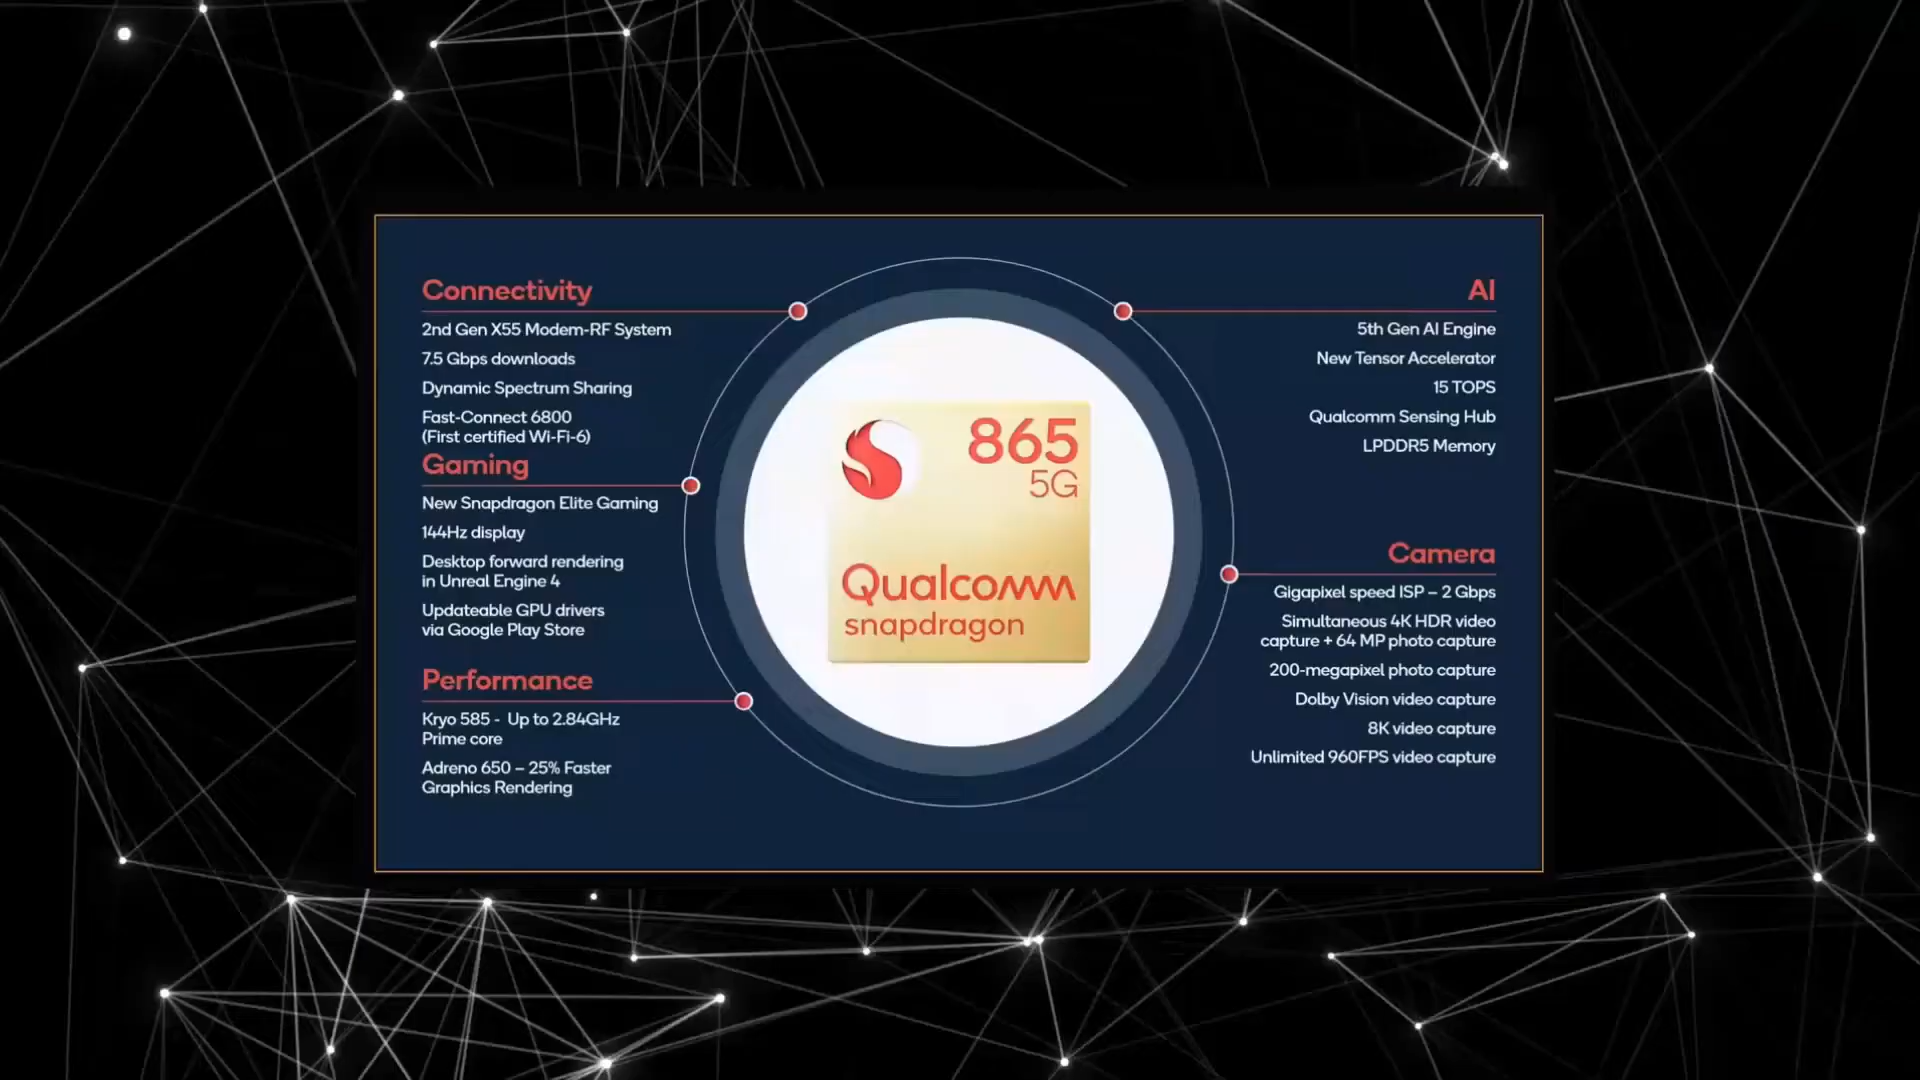 Connectivity
2nd Gen X55 Modem-RF System
7.5 Gbps downloads
Dynamic Spectrum Sharing
Fast-Connect 6800
(First certified Wi-Fi-6)
Gaming
New Snapdragon Elite Gaming
144Hz display
Desktop forward rendering
in Unreal Engine 4
Updateable GPU drivers
via Google Play Store
Performance
Kryo 585 - Up to 2.84GHz
Prime core
Adreno 650 – 25% Faster
Graphics Rendering
865
5G
Qualcomm
snapdragon
AI
5th Gen AI Engine
New Tensor Accelerator
15 TOPS
Qualcomm Sensing Hub
LPDDR5 Memory
Camera
Gigapixel speed ISP – 2 Gbps
Simultaneous 4K HDR video
capture + 64 MP photo capture
200-megapixel photo capture
Dolby Vision video capture
8K video capture
Unlimited 960FPS video capture